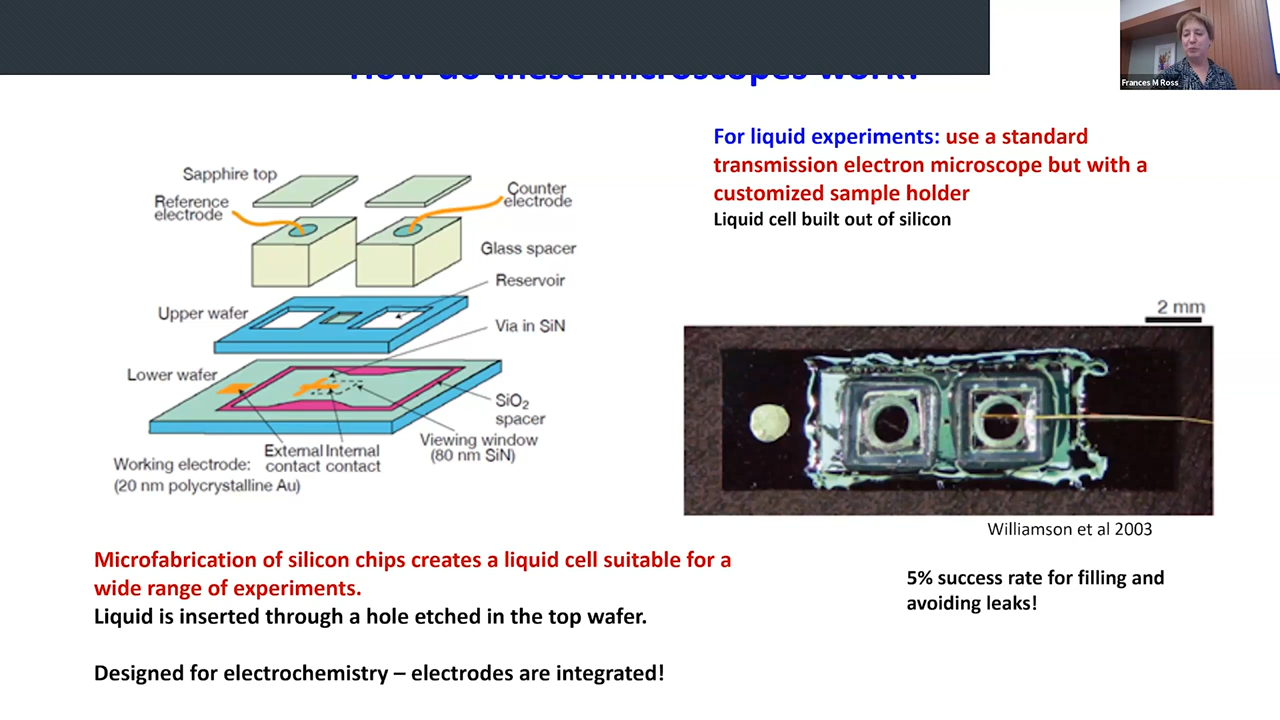 How do these microscopes work?
Frances M Ross
For liquid experiments: use a standard
transmission electron microscope but with a
customized sample holder
Liquid cell built out of silicon
Sapphire top
Reference
electrode
Counter
electrode
Glass spacer
Reservoir
Upper wafer
Via in SiN
Lower wafer
SiO2
spacer
Viewing window
(80 nm SiN)
External Internal
contact contact
Working electrode:
(20 nm polycrystalline Au)
2 mm
Williamson et al 2003
Microfabrication of silicon chips creates a liquid cell suitable for a
wide range of experiments.
Liquid is inserted through a hole etched in the top wafer.
Designed for electrochemistry – electrodes are integrated!
5% success rate for filling and
avoiding leaks!